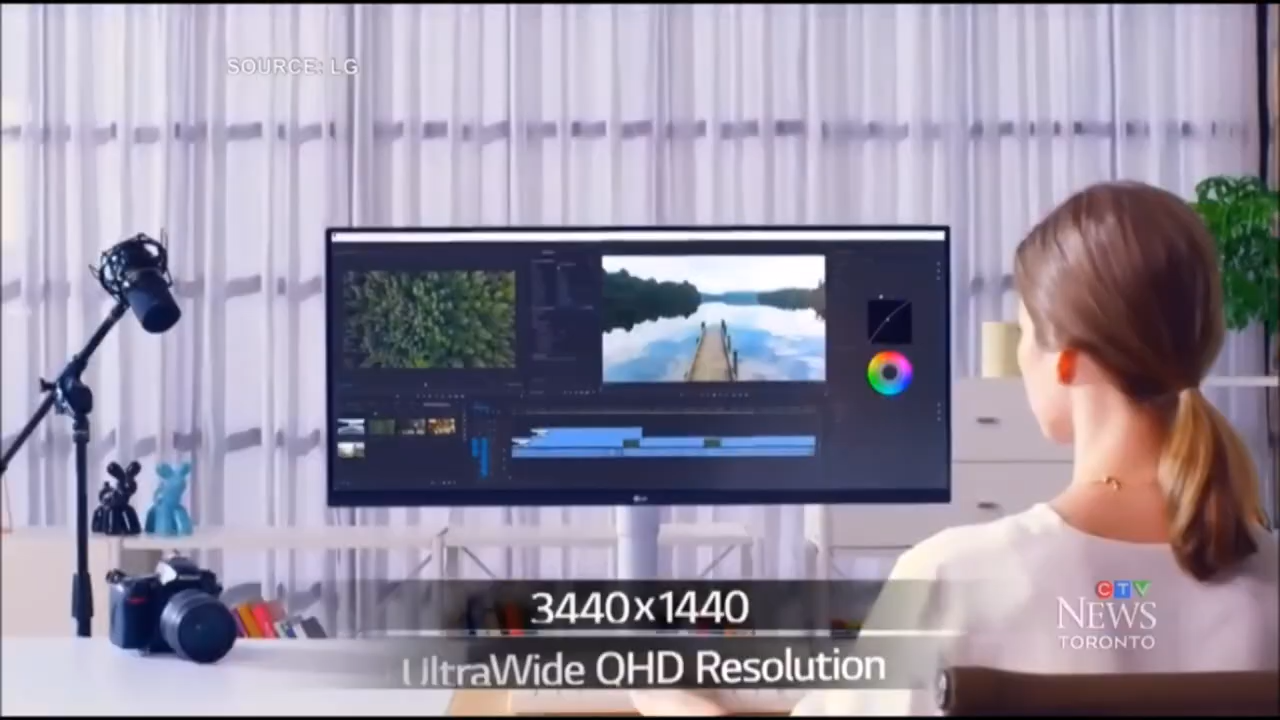 SOURCE: LG
3440x1440
UltraWide QHD Resolution
CTV
NEWS
TORONTO